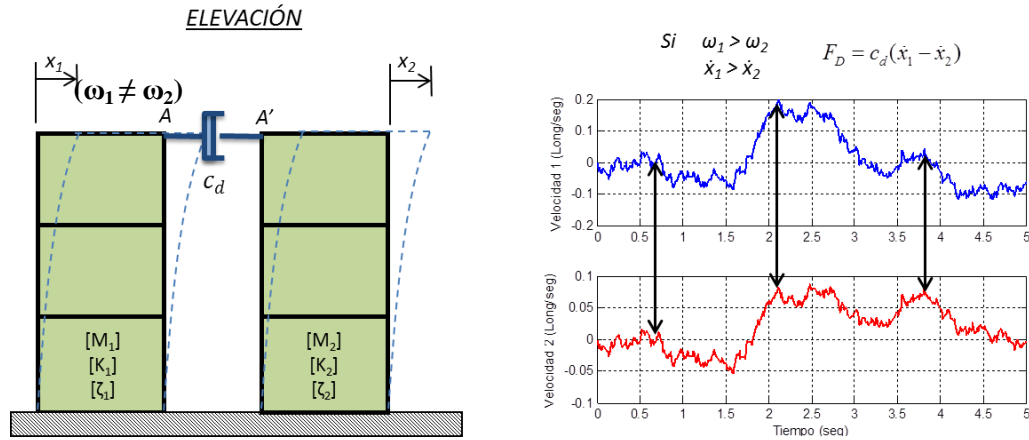 ELEVACIÓN
x1
(ω1 ≠ ω2)
x2
A
A'
cd
[M1]
[K1]
[ζ1]
[M2]
[K2]
[ζ2]
Si ω1 > ω2
ẋ1 > ẋ2
FD = cd(ẋ1 − ẋ2)
Velocidad 1 (Long/seg)
0.2
0.1
0
-0.1
-0.2
0 0.5 1 1.5 2 2.5 3 3.5 4 4.5 5
Velocidad 2 (Long/seg)
0.1
0.05
0
-0.05
-0.1
0 0.5 1 1.5 2 2.5 3 3.5 4 4.5 5
Tiempo (seg)